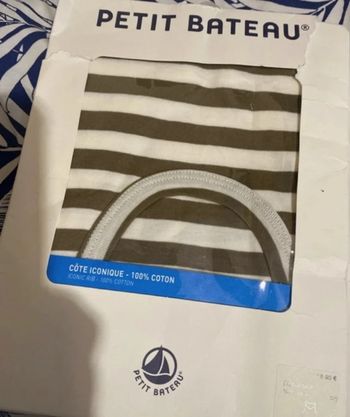 PETIT BATEAU®
CÔTE ICONIQUE - 100% COTON
ICONIC RIB - 100% COTTON
PETIT BATEAU®